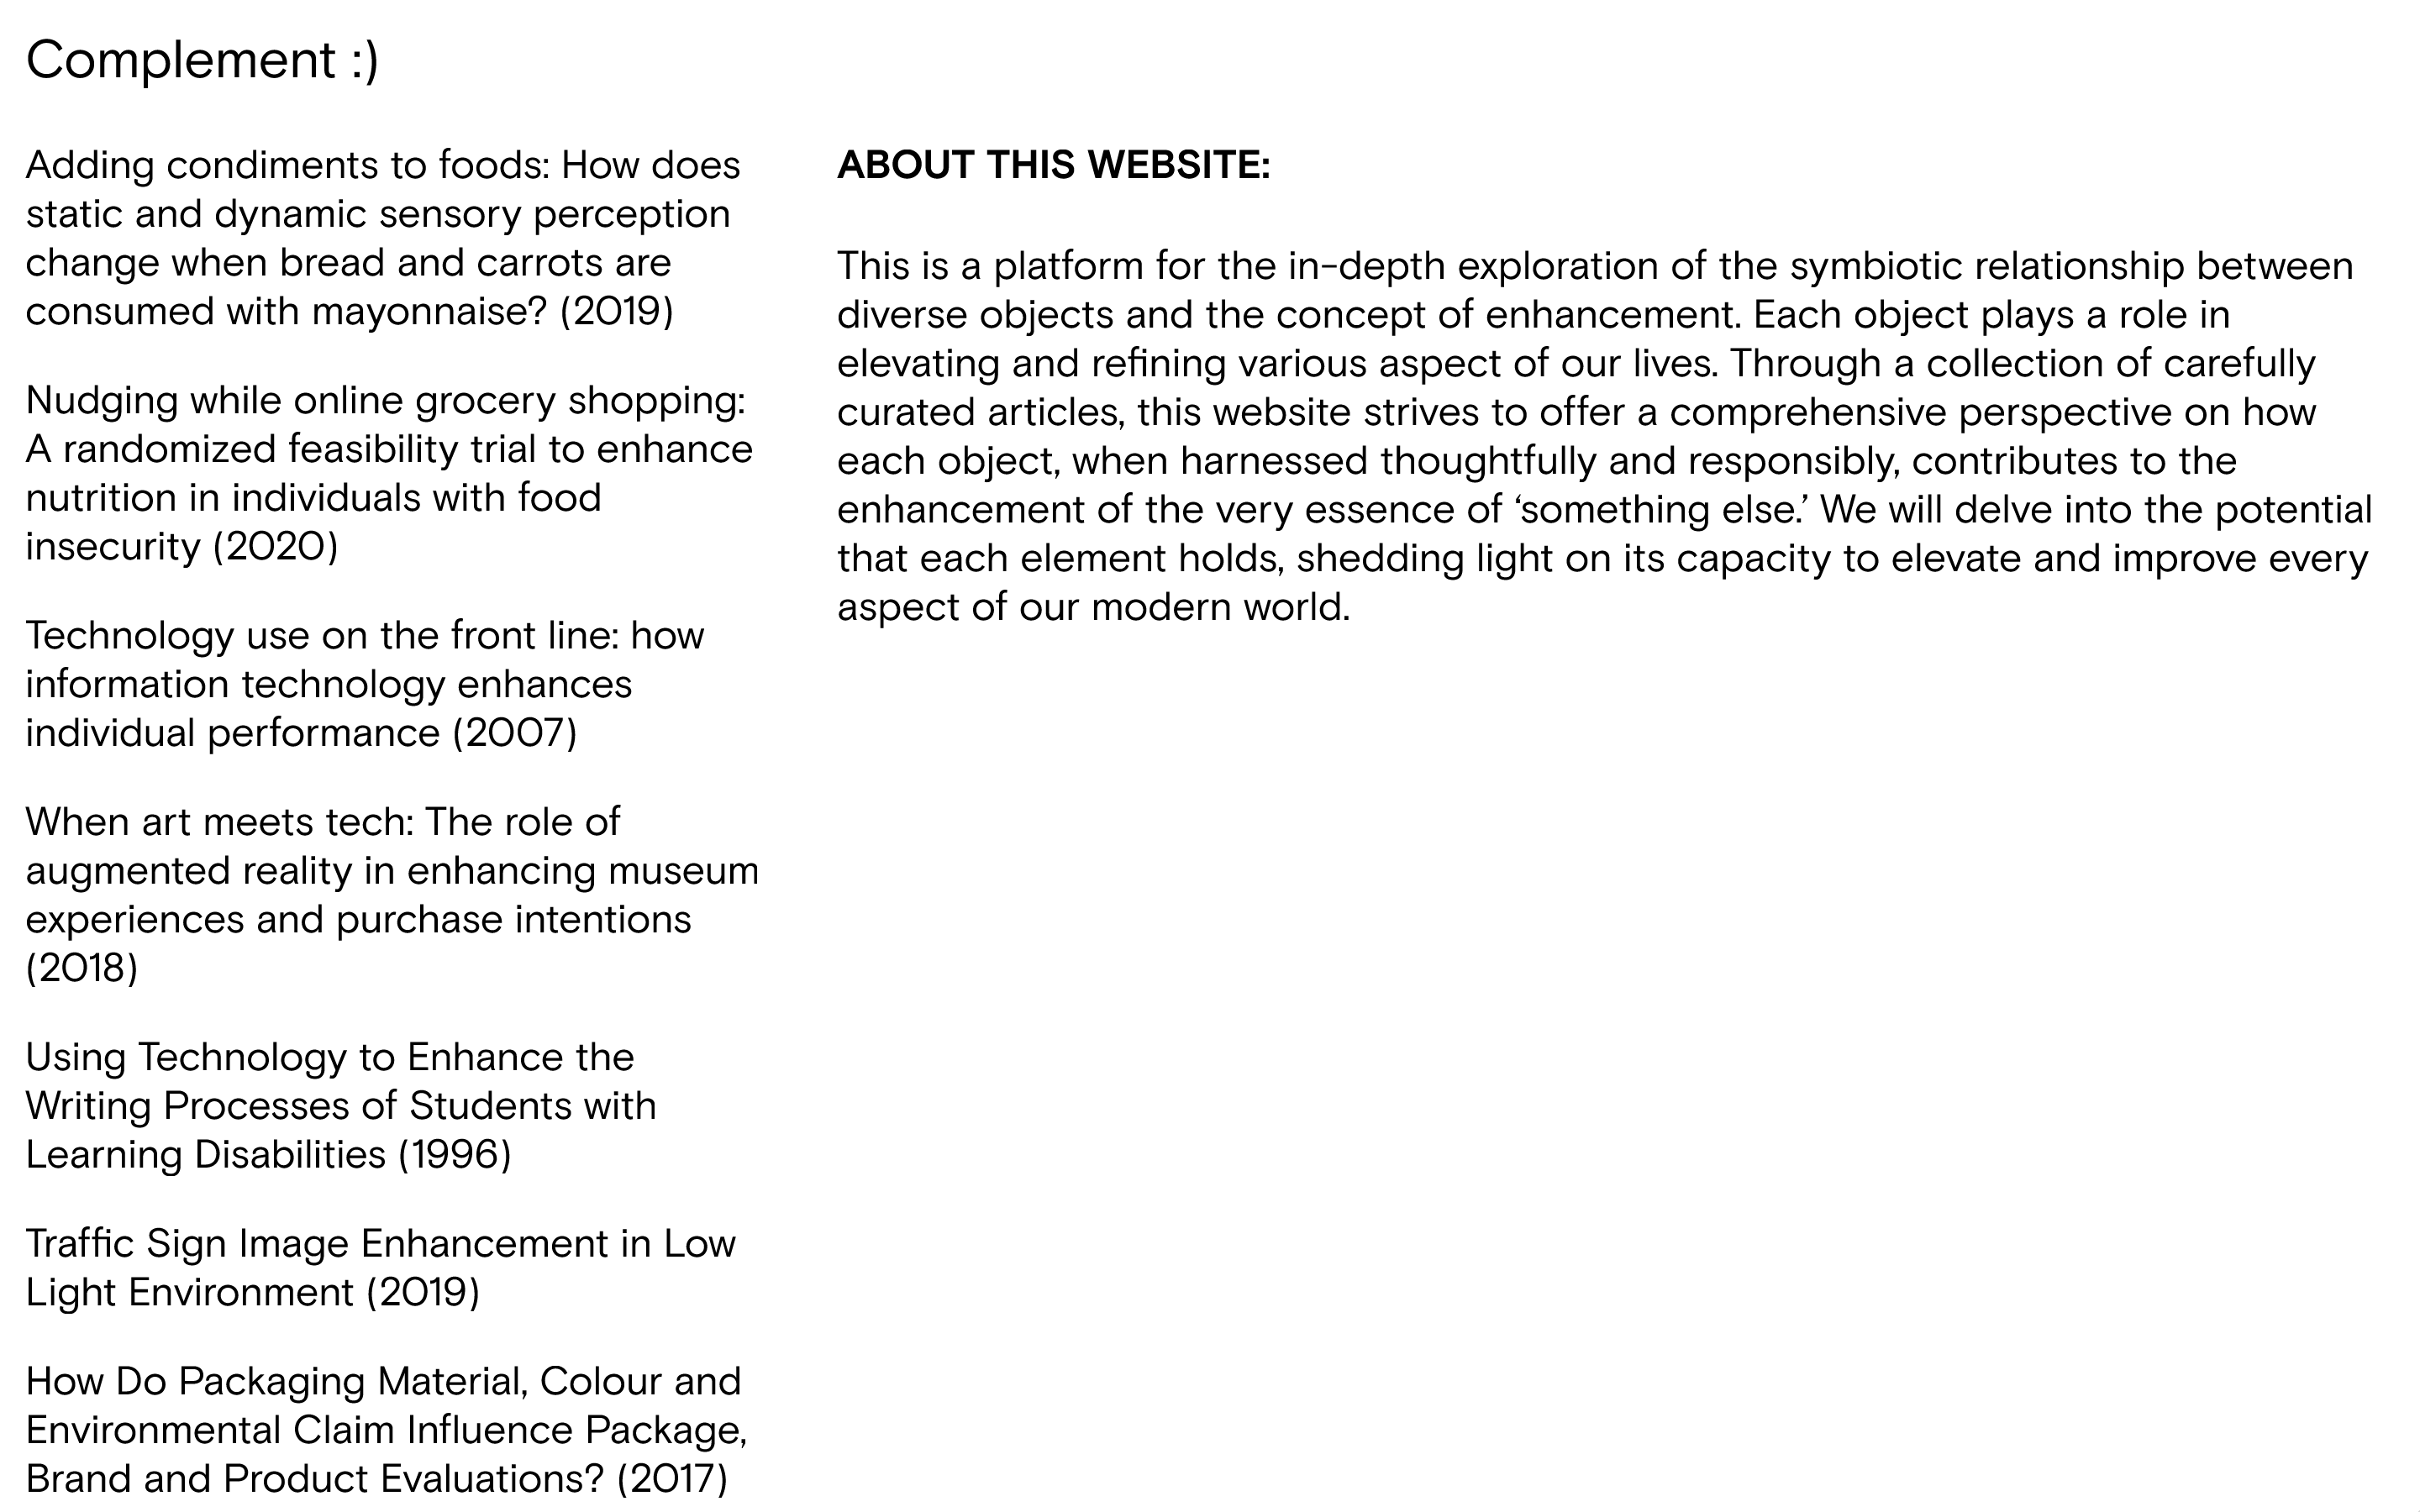 Complement :)
Adding condiments to foods: How does
static and dynamic sensory perception
change when bread and carrots are
consumed with mayonnaise? (2019)
Nudging while online grocery shopping:
A randomized feasibility trial to enhance
nutrition in individuals with food
insecurity (2020)
Technology use on the front line: how
information technology enhances
individual performance (2007)
When art meets tech: The role of
augmented reality in enhancing museum
experiences and purchase intentions
(2018)
Using Technology to Enhance the
Writing Processes of Students with
Learning Disabilities (1996)
Traffic Sign Image Enhancement in Low
Light Environment (2019)
How Do Packaging Material, Colour and
Environmental Claim Influence Package,
Brand and Product Evaluations? (2017)
ABOUT THIS WEBSITE:
This is a platform for the in-depth exploration of the symbiotic relationship between
diverse objects and the concept of enhancement. Each object plays a role in
elevating and refining various aspect of our lives. Through a collection of carefully
curated articles, this website strives to offer a comprehensive perspective on how
each object, when harnessed thoughtfully and responsibly, contributes to the
enhancement of the very essence of ‘something else.’ We will delve into the potential
that each element holds, shedding light on its capacity to elevate and improve every
aspect of our modern world.